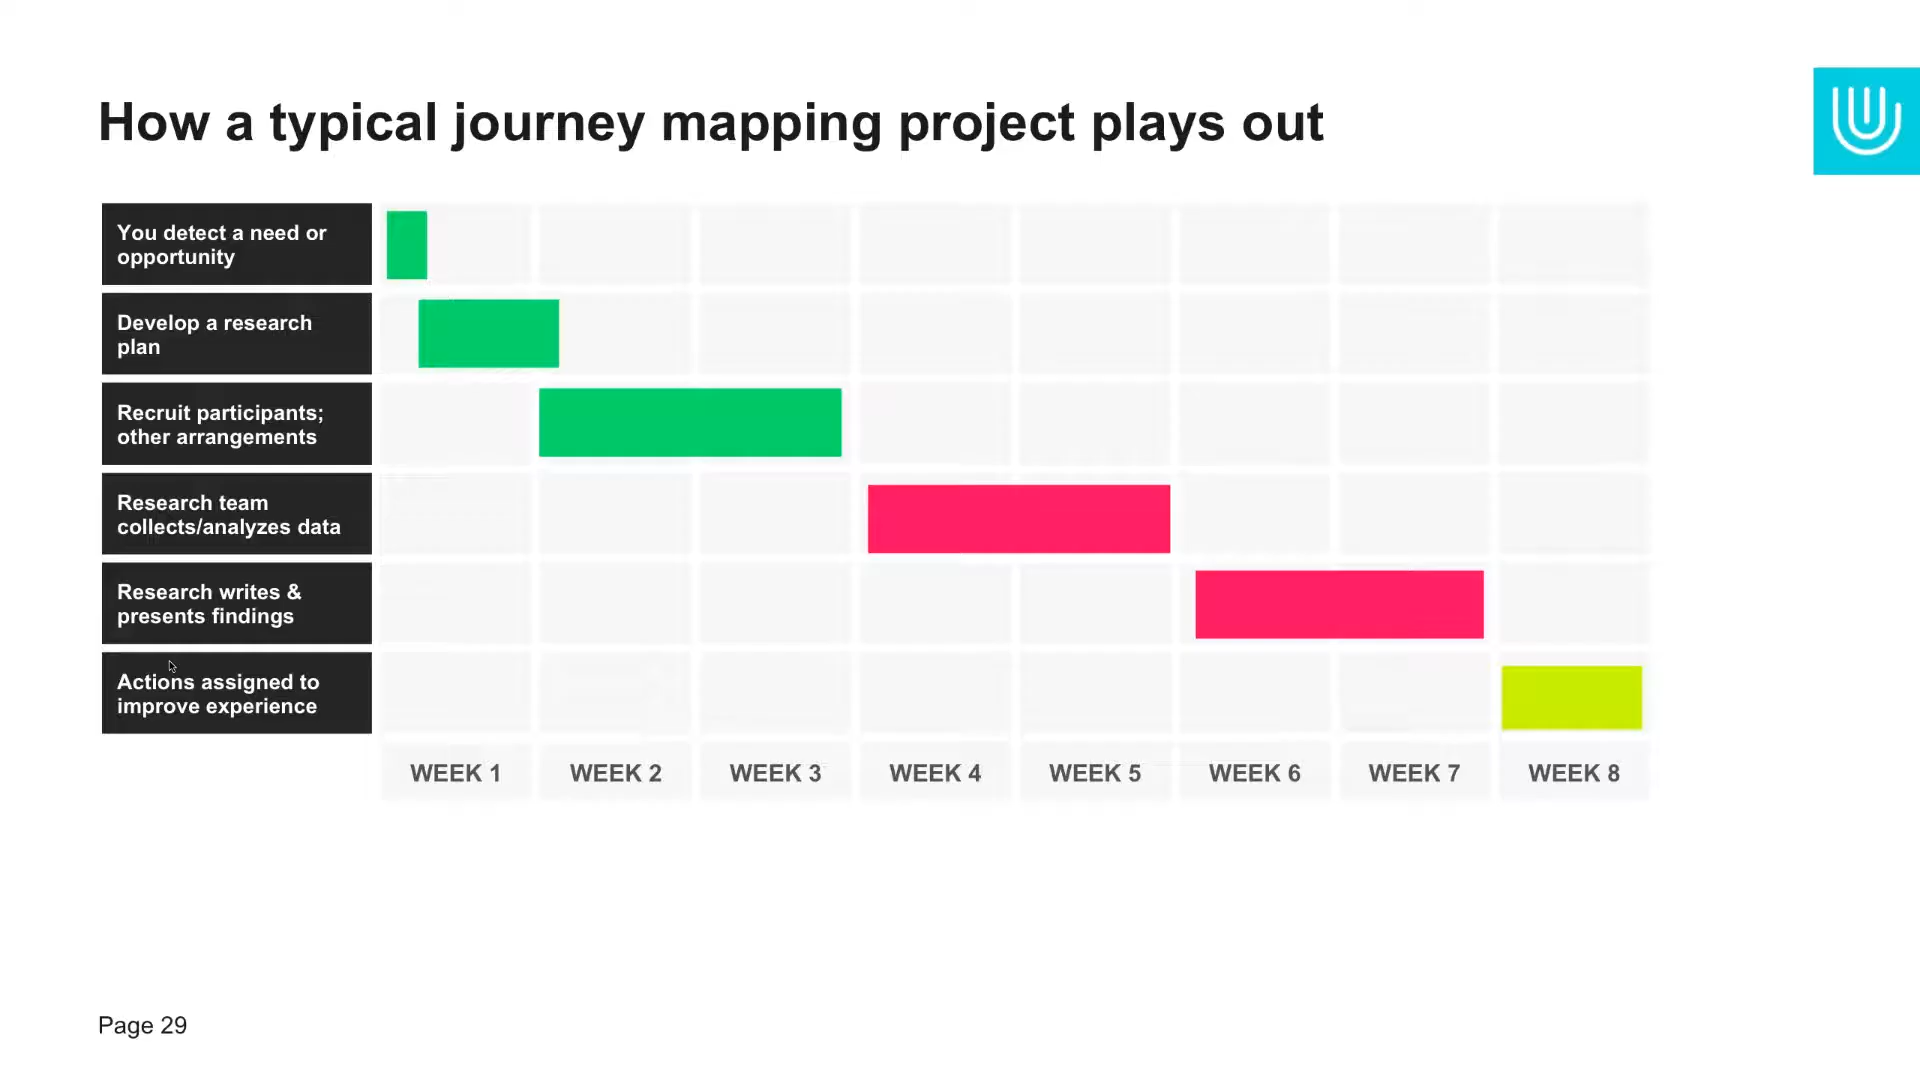 How a typical journey mapping project plays out
You detect a need or
opportunity
Develop a research
plan
Recruit participants;
other arrangements
Research team
collects/analyzes data
Research writes &
presents findings
Actions assigned to
improve experience
WEEK 1
WEEK 2
WEEK 3
WEEK 4
WEEK 5
WEEK 6
WEEK 7
WEEK 8
Page 29